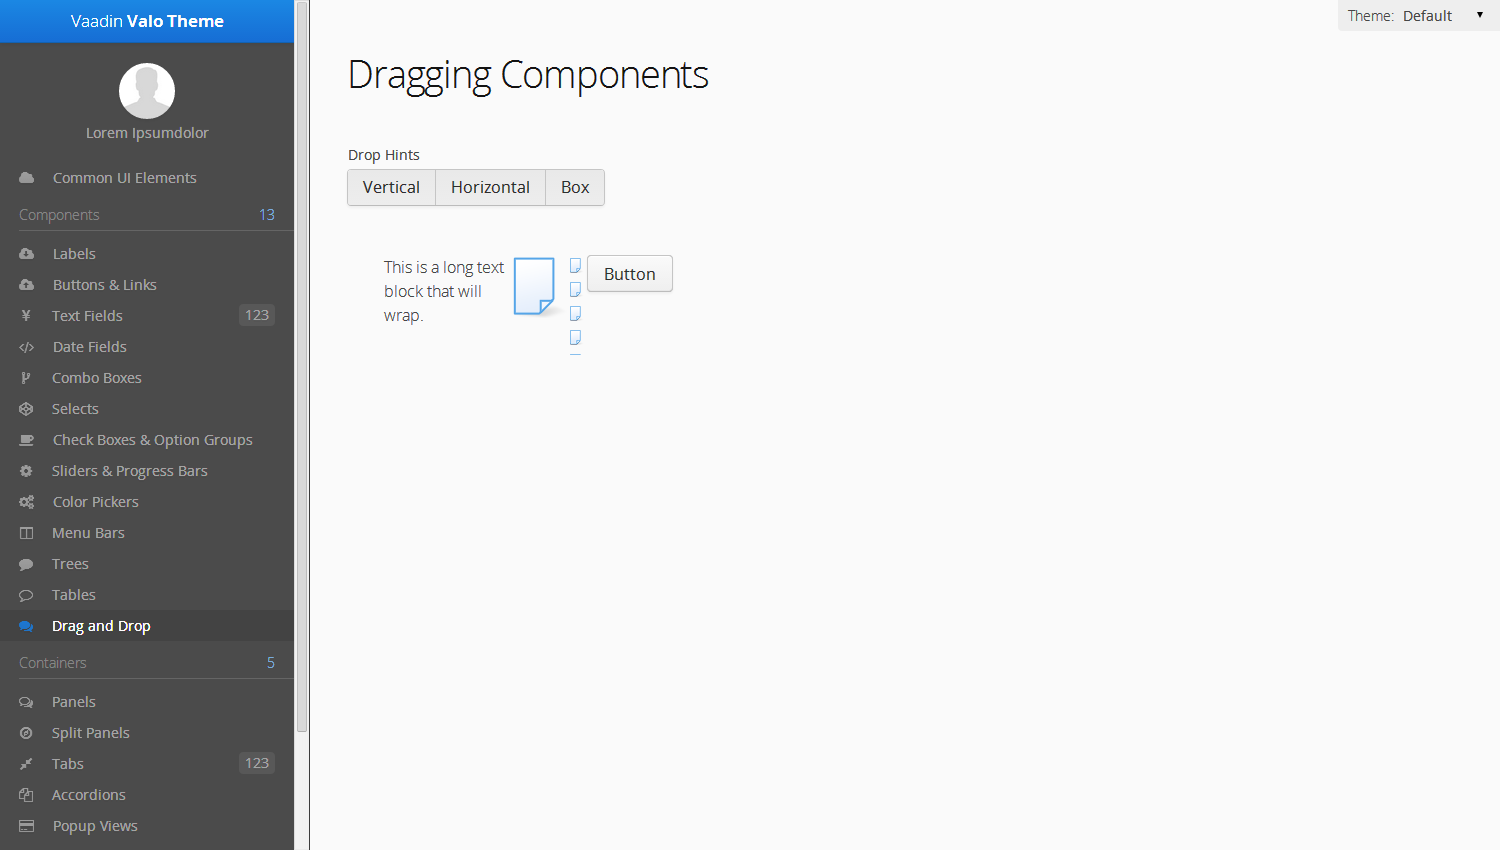 Vaadin Valo Theme
Lorem Ipsumdolor
Common UI Elements
Components 13
Labels
Buttons & Links
Text Fields 123
Date Fields
Combo Boxes
Selects
Check Boxes & Option Groups
Sliders & Progress Bars
Color Pickers
Menu Bars
Trees
Tables
Drag and Drop
Containers 5
Panels
Split Panels
Tabs 123
Accordions
Popup Views
Theme: Default
Dragging Components
Drop Hints
Vertical Horizontal Box
This is a long text
block that will
wrap.
Button